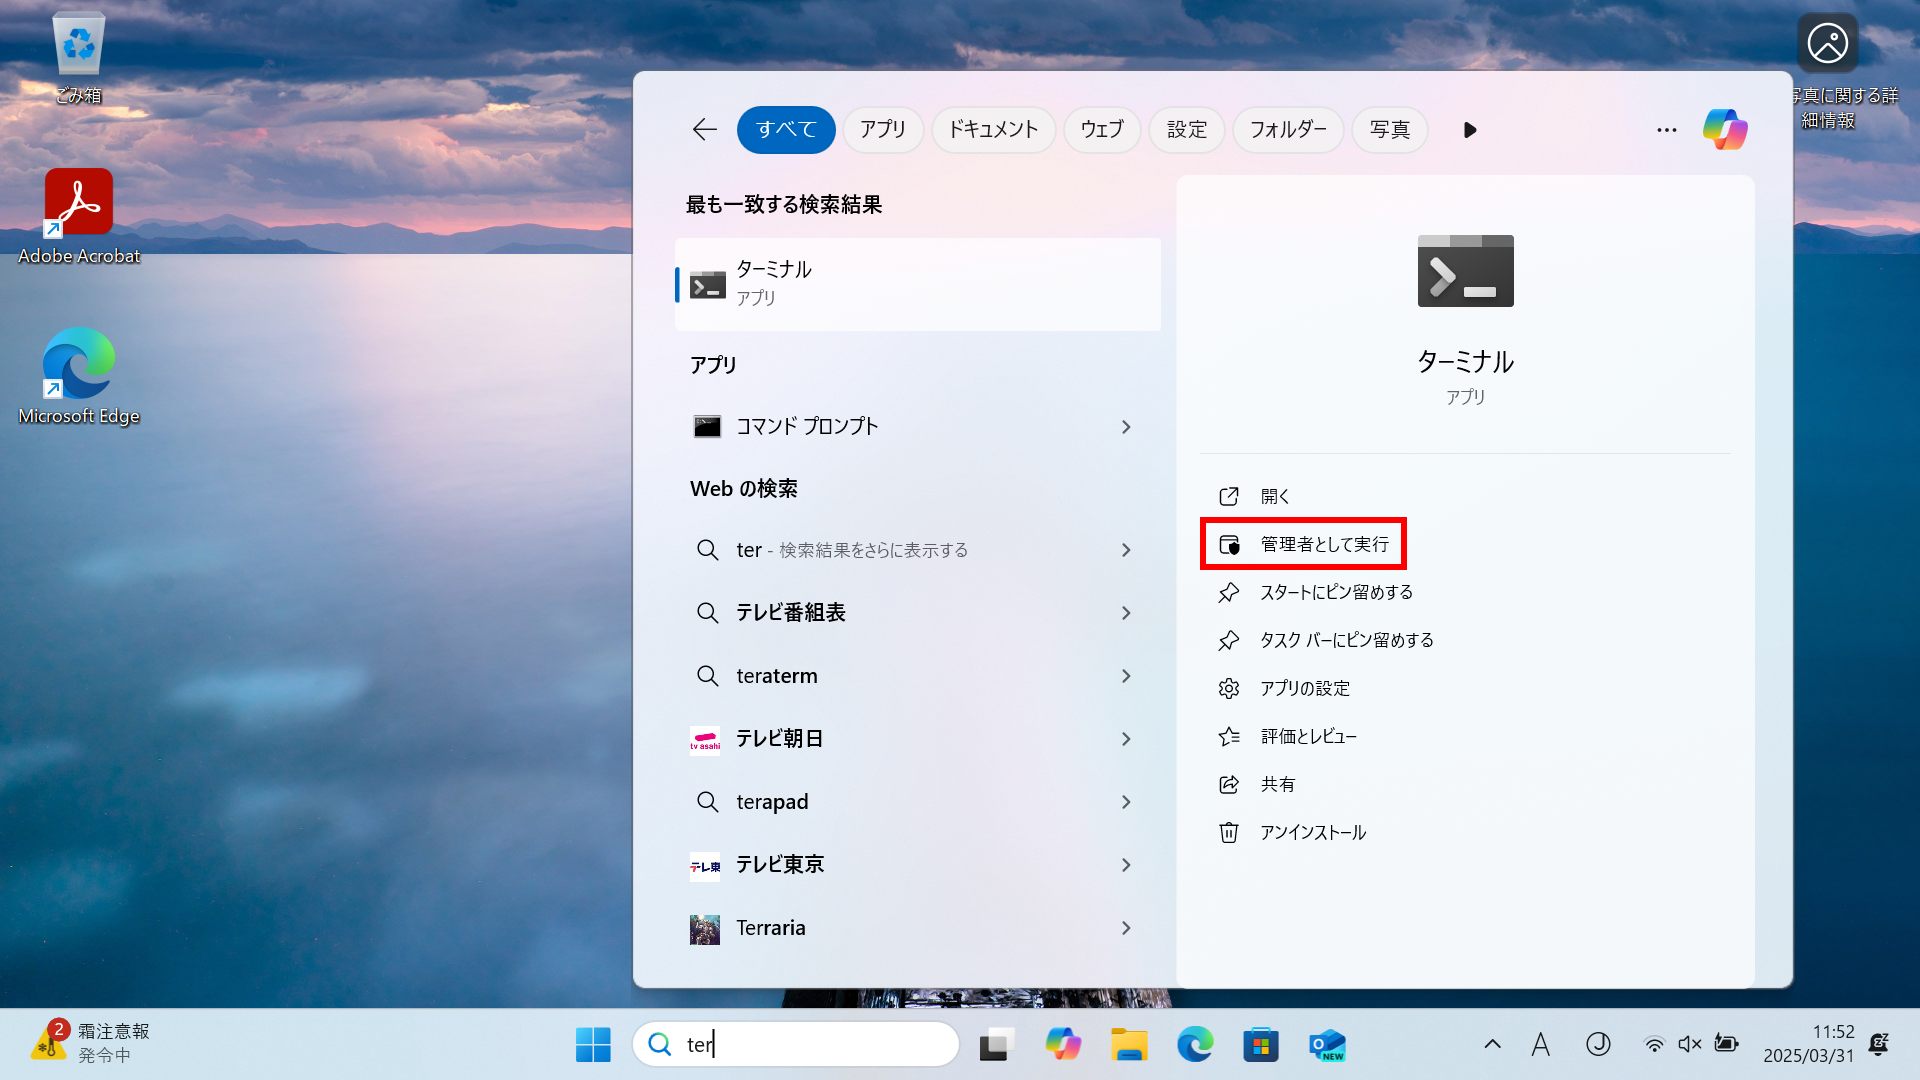 ごみ箱
Adobe Acrobat
Microsoft Edge
写真に関する詳
細情報
すべて
アプリ
ドキュメント
ウェブ
設定
フォルダー
写真
最も一致する検索結果
ターミナル
アプリ
アプリ
コマンド プロンプト
Web の検索
ter - 検索結果をさらに表示する
テレビ番組表
teraterm
tv asahi
テレビ朝日
terapad
テレ東
テレビ東京
Terraria
ターミナル
アプリ
開く
管理者として実行
スタートにピン留めする
タスク バーにピン留めする
アプリの設定
評価とレビュー
共有
アンインストール
2
霜注意報
発令中
ter
NEW
A
J
11:52
2025/03/31